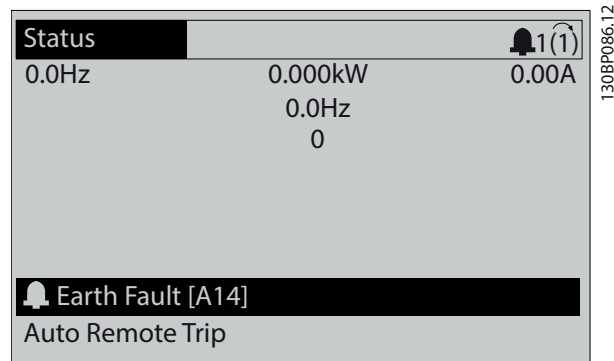 Status 1(1)
0.0Hz 0.000kW 0.00A
0.0Hz
0
Earth Fault [A14]
Auto Remote Trip
130BP086.12